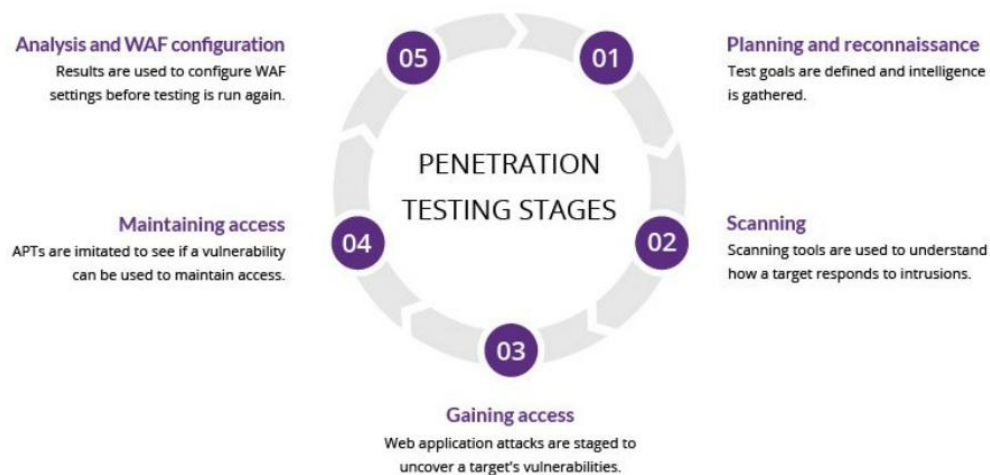 PENETRATION
TESTING STAGES
01
Planning and reconnaissance
Test goals are defined and intelligence
is gathered.
02
Scanning
Scanning tools are used to understand
how a target responds to intrusions.
03
Gaining access
Web application attacks are staged to
uncover a target's vulnerabilities.
04
Maintaining access
APTs are imitated to see if a vulnerability
can be used to maintain access.
05
Analysis and WAF configuration
Results are used to configure WAF
settings before testing is run again.